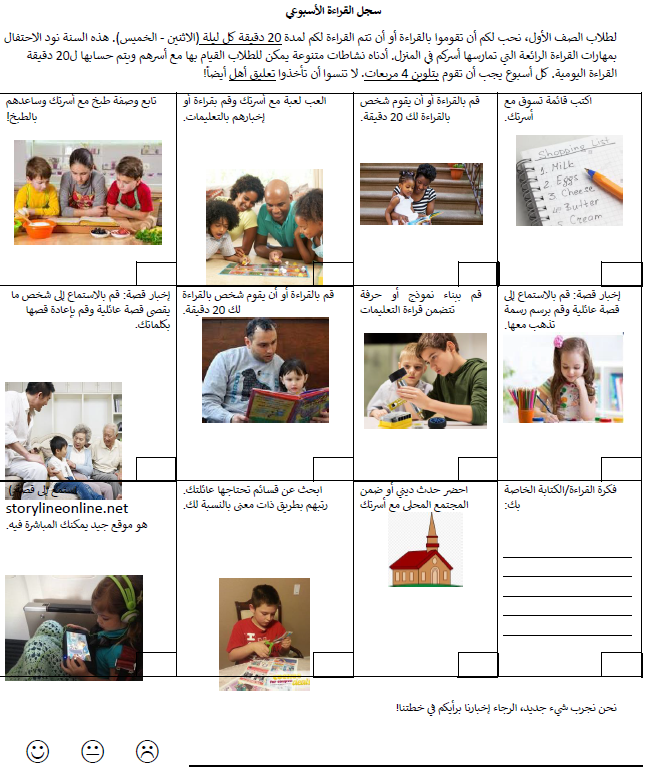 سجل القراءة الأسبوعي
لطلاب الصف الأول، نحب لكم أن تقوموا بالقراءة أو أن تتم القراءة لكم لمدة 20 دقيقة كل ليلة (الاثنين - الخميس). هذه السنة نود الاحتفال
بمهارات القراءة الرائعة التي تمارسها أسركم في المنزل. أدناه نشاطات متنوعة يمكن للطلاب القيام بها مع أسرهم ويتم حسابها ل20 دقيقة
القراءة اليومية. كل أسبوع يجب أن تقوم بتلوين 4 مربعات. لا تنسوا أن تأخذوا تعليق أهل أيضاً!
اكتب قائمة تسوق مع
أسرتك.
Shopping List
1. Milk
2. Eggs
3. Cheese
4. Butter
5. Cream
قم بالقراءة أو أن يقوم شخص
بالقراءة لك 20 دقيقة.
العب لعبة مع أسرتك وقم بقراءة أو
إخبارهم بالتعليمات.
تابع وصفة طبخ مع أسرتك وساعدهم
بالطبخ!
إخبار قصة: قم بالاستماع إلى
قصة عائلية وقم برسم رسمة
تذهب معها.
قم ببناء نموذج أو حرفة
تتضمن قراءة التعليمات
قم بالقراءة أو أن يقوم شخص بالقراءة
لك 20 دقيقة.
إخبار قصة: قم بالاستماع إلى شخص ما
يقصى قصة عائلية وقم بإعادة قصها
بكلماتك.
فكرة القراءة/الكتابة الخاصة
بك:
احضر حدث ديني أو ضمن
المجتمع المحلى مع أسرتك
ابحث عن قسائم تحتاجها عائلتك.
رتبهم بطريق ذات معنى بالنسبة لك.
إلى قصة
storylineonline.net
هو موقع جيد يمكنك المباشرة فيه.
نحن نجرب شيء جديد، الرجاء إخبارنا برأيكم في خطتنا!